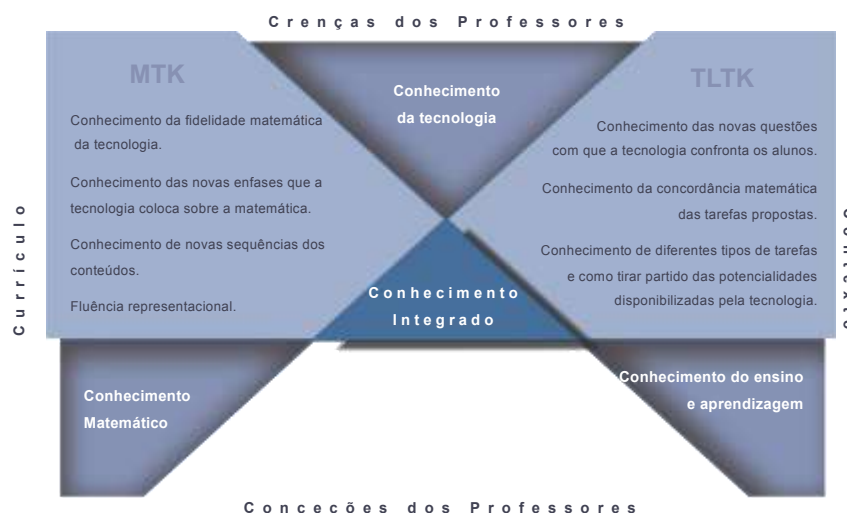 Crenças dos Professores
MTK
Conhecimento da fidelidade matemática
da tecnologia.
Conhecimento das novas enfases que a
tecnologia coloca sobre a matemática.
Conhecimento de novas sequências dos
conteúdos.
Fluência representacional.
Conhecimento
da tecnologia
TLTK
Conhecimento das novas questões
com que a tecnologia confronta os alunos.
Conhecimento da concordância matemática
das tarefas propostas.
Conhecimento de diferentes tipos de tarefas
e como tirar partido das potencialidades
disponibilizadas pela tecnologia.
Currículo
Conhecimento
Integrado
Conhecimento
Matemático
Conhecimento do ensino
e aprendizagem
Conceções dos Professores